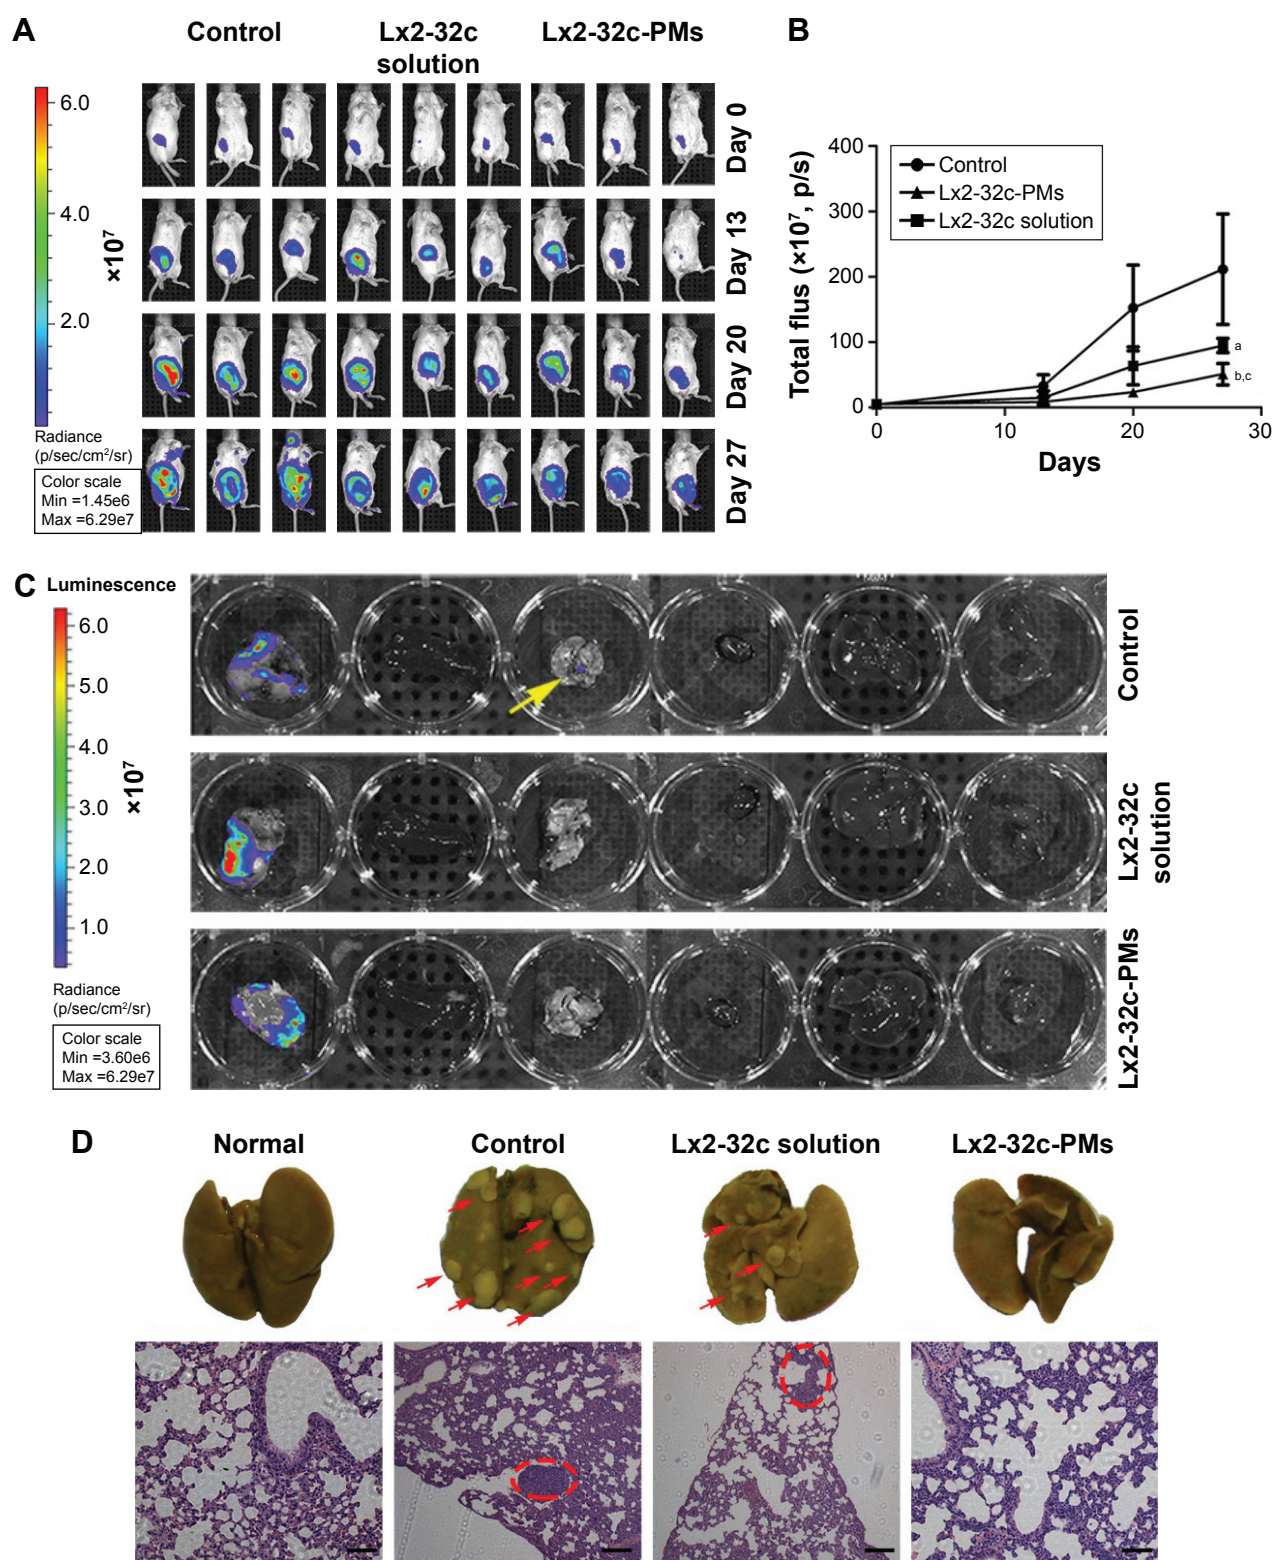 A
Control
Lx2-32c
solution
Lx2-32c-PMs
6.0
4.0
2.0
×10⁷
Radiance
(p/sec/cm²/sr)
Color scale
Min =1.45e6
Max =6.29e7
Day 0
Day 13
Day 20
Day 27
B
Total flus (×10⁷, p/s)
400
300
200
100
0
Control
Lx2-32c-PMs
Lx2-32c solution
a
b,c
0
10
20
30
Days
C
Luminescence
6.0
5.0
4.0
3.0
2.0
1.0
×10⁷
Radiance
(p/sec/cm²/sr)
Color scale
Min =3.60e6
Max =6.29e7
Control
Lx2-32c
solution
Lx2-32c-PMs
D
Normal
Control
Lx2-32c solution
Lx2-32c-PMs